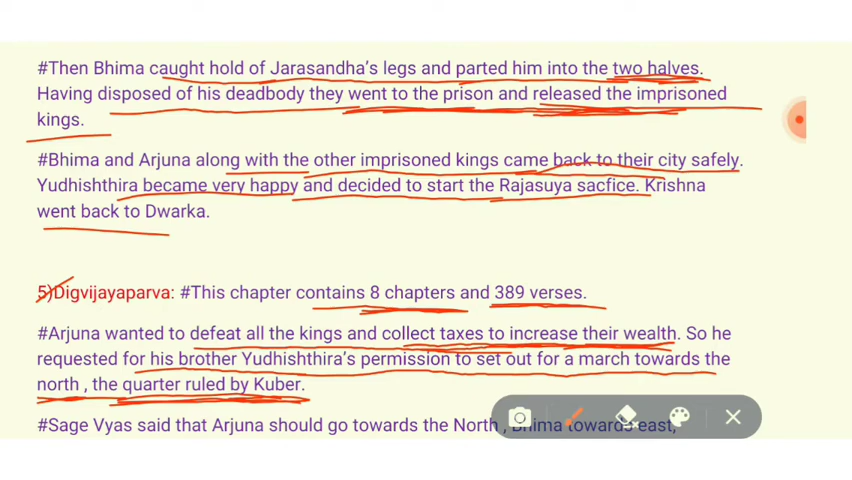 #Then Bhima caught hold of Jarasandha's legs and parted him into the two halves.
Having disposed of his deadbody they went to the prison and released the imprisoned
kings.
#Bhima and Arjuna along with the other imprisoned kings came back to their city safely.
Yudhishthira became very happy and decided to start the Rajasuya sacfice. Krishna
went back to Dwarka.
5)Digvijayaparva: #This chapter contains 8 chapters and 389 verses.
#Arjuna wanted to defeat all the kings and collect taxes to increase their wealth. So he
requested for his brother Yudhishthira's permission to set out for a march towards the
north , the quarter ruled by Kuber.
#Sage Vyas said that Arjuna should go towards the North , Bhima towards east,